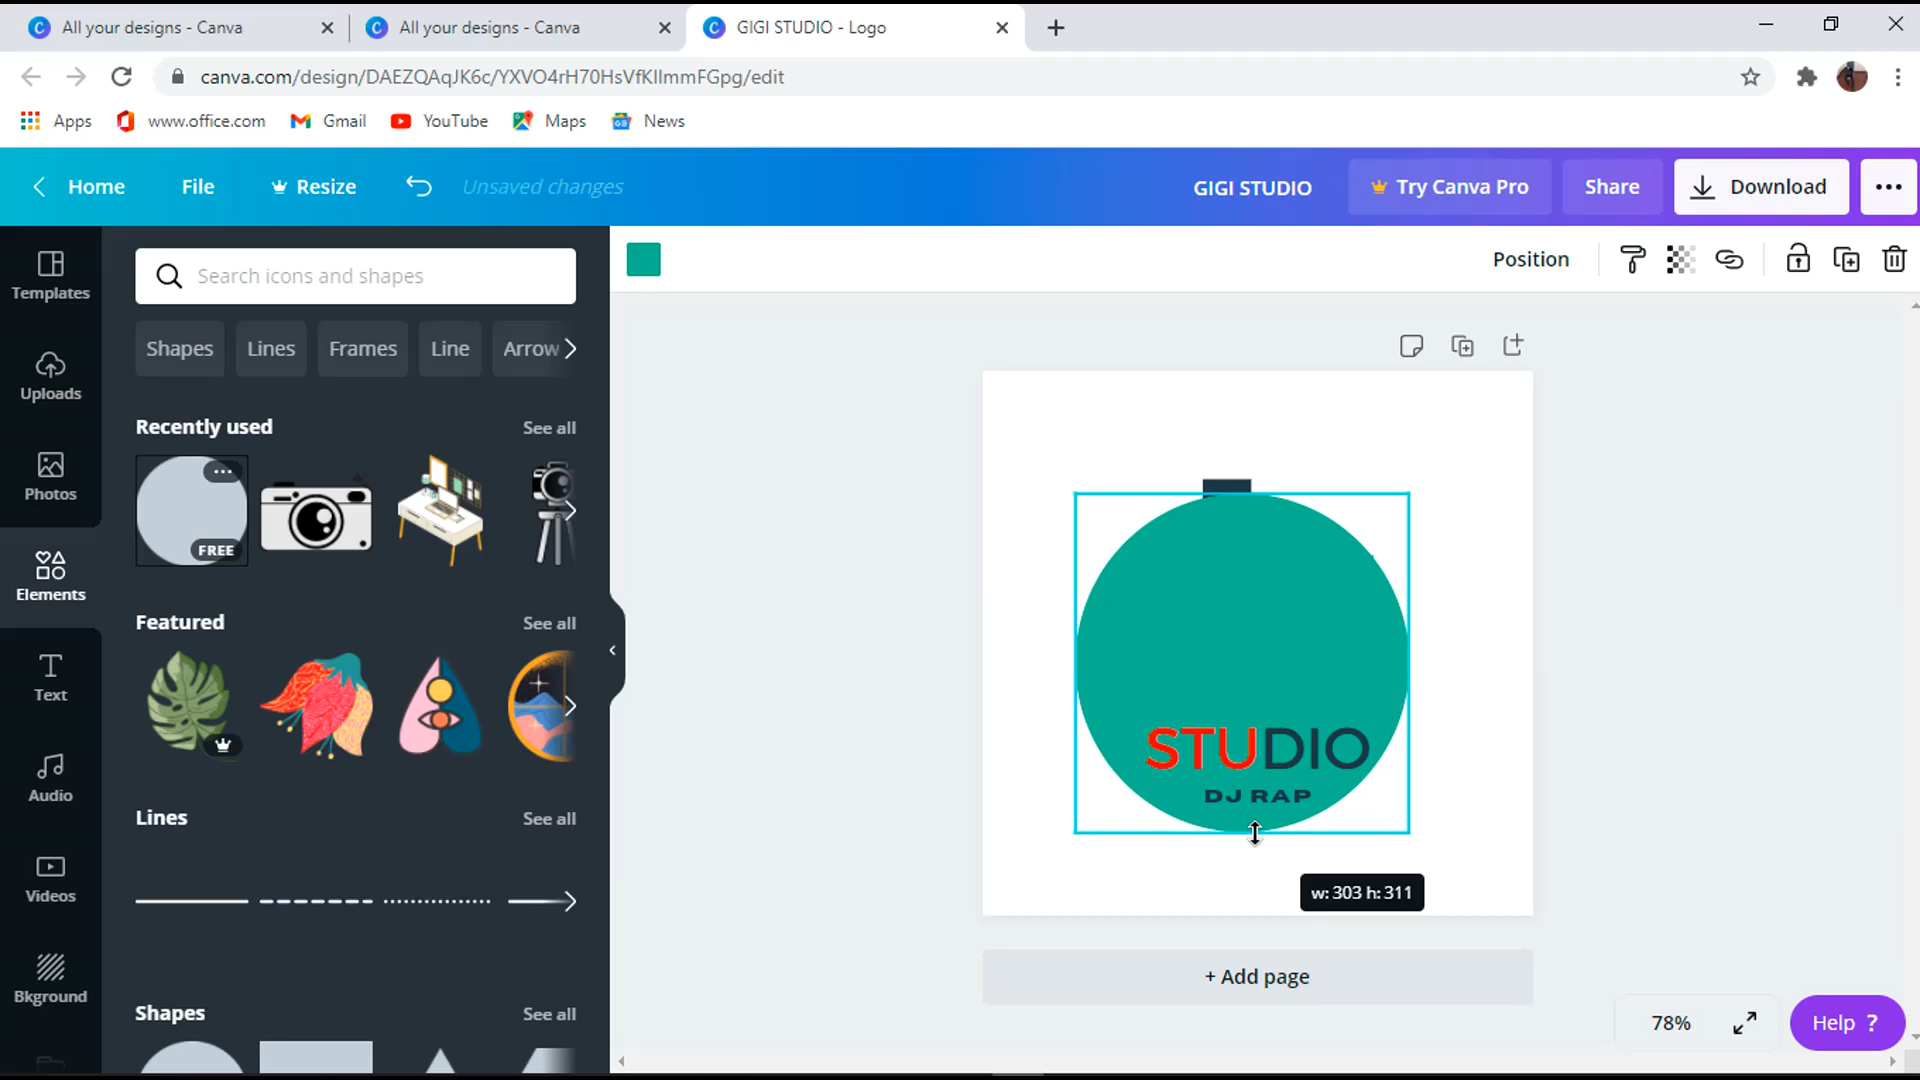 All your designs - Canva
All your designs - Canva
GIGI STUDIO - Logo
canva.com/design/DAEZQAqJK6c/YXVO4rH70HsVfKIlmmFGpg/edit
Apps
www.office.com
Gmail
YouTube
Maps
News
Home
File
Resize
Unsaved changes
GIGI STUDIO
Try Canva Pro
Share
Download
Templates
Uploads
Photos
Elements
Text
Audio
Videos
Bkground
Search icons and shapes
Shapes
Lines
Frames
Line
Arrow
Recently used
See all
FREE
Featured
See all
Lines
See all
Shapes
See all
Position
STUDIO
DJ RAP
w: 303 h: 311
+ Add page
78%
Help ?